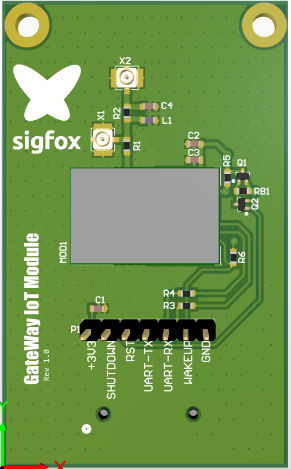 X2
C4
R2
L1
X1
sigfox
R1
C2
C3
R5
Q1
RB1
Q2
MOD1
R6
GateWay IoT Module
Rev 1.0
R4
R3
C1
P1
+3V3
SHUTDOWN
RST
UART-TX
UART-RX
WAKEUP
GND
Y
X